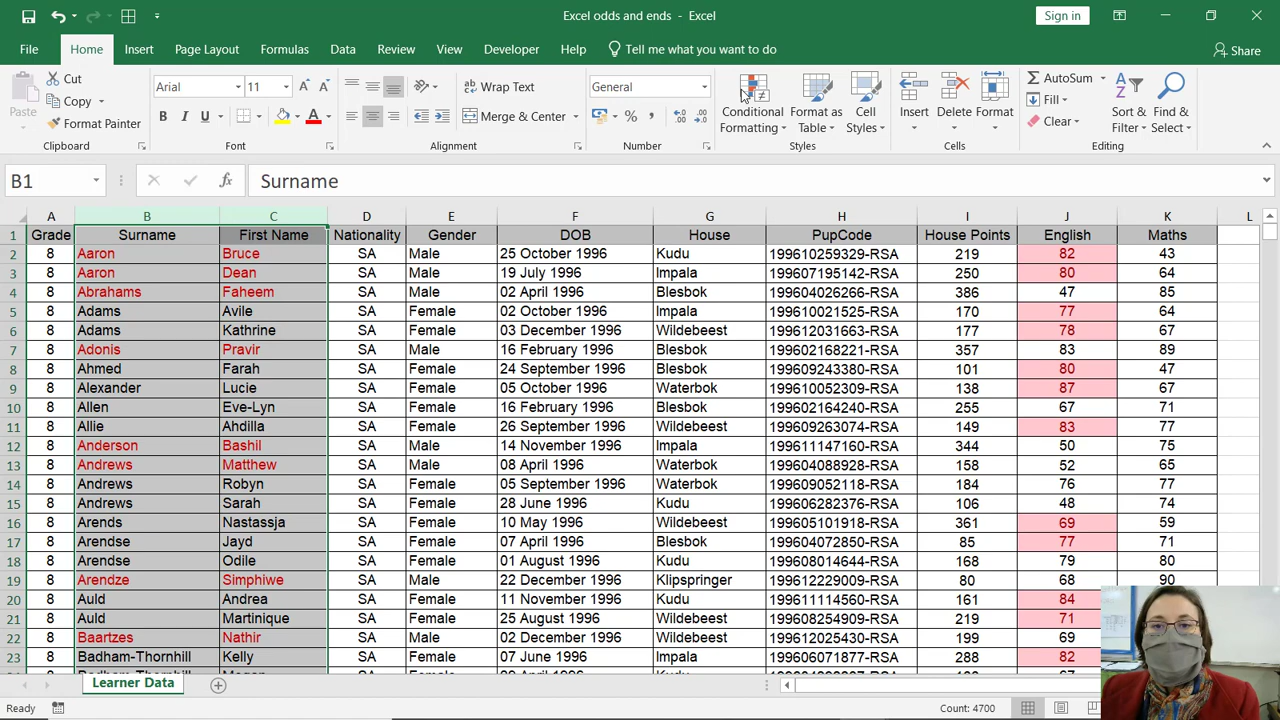 Excel odds and ends - Excel
Sign in
File Home Insert Page Layout Formulas Data Review View Developer Help Tell me what you want to do Share
Cut
Copy
Format Painter
Paste
Clipboard
Arial 11
B I U A
Font
Wrap Text
Merge & Center
Alignment
General
Number
Conditional Formatting
Format as Table
Cell Styles
Styles
Insert Delete Format
Cells
AutoSum
Fill
Clear
Sort & Filter
Find & Select
Editing
B1 fx Surname
A B C D E F G H I J K L
1 Grade Surname First Name Nationality Gender DOB House PupCode House Points English Maths
2 8 Aaron Bruce SA Male 25 October 1996 Kudu 199610259329-RSA 219 82 43
3 8 Aaron Dean SA Male 19 July 1996 Impala 199607195142-RSA 250 80 64
4 8 Abrahams Faheem SA Male 02 April 1996 Blesbok 199604026266-RSA 386 47 85
5 8 Adams Avile SA Female 02 October 1996 Impala 199610021525-RSA 170 77 64
6 8 Adams Kathrine SA Female 03 December 1996 Wildebeest 199612031663-RSA 177 78 67
7 8 Adonis Pravir SA Male 16 February 1996 Blesbok 199602168221-RSA 357 83 89
8 8 Ahmed Farah SA Female 24 September 1996 Blesbok 199609243380-RSA 101 80 47
9 8 Alexander Lucie SA Female 05 October 1996 Waterbok 199610052309-RSA 138 87 67
10 8 Allen Eve-Lyn SA Female 16 February 1996 Blesbok 199602164240-RSA 255 67 71
11 8 Allie Ahdilla SA Female 26 September 1996 Wildebeest 199609263074-RSA 149 83 77
12 8 Anderson Bashil SA Male 14 November 1996 Impala 199611147160-RSA 344 50 75
13 8 Andrews Matthew SA Male 08 April 1996 Waterbok 199604088928-RSA 158 52 65
14 8 Andrews Robyn SA Female 05 September 1996 Waterbok 199609052118-RSA 184 76 77
15 8 Andrews Sarah SA Female 28 June 1996 Kudu 199606282376-RSA 106 48 74
16 8 Arends Nastassja SA Female 10 May 1996 Wildebeest 199605101918-RSA 361 69 59
17 8 Arendse Jayd SA Female 07 April 1996 Blesbok 199604072850-RSA 85 77 71
18 8 Arendse Odile SA Female 01 August 1996 Kudu 199608014644-RSA 168 79 80
19 8 Arendze Simphiwe SA Male 22 December 1996 Klipspringer 199612229009-RSA 80 68 90
20 8 Auld Andrea SA Female 11 November 1996 Kudu 199611114560-RSA 161 84
21 8 Auld Martinique SA Female 25 August 1996 Wildebeest 199608254909-RSA 219 71
22 8 Baartzes Nathir SA Male 02 December 1996 Wildebeest 199612025430-RSA 199 69
23 8 Badham-Thornhill Kelly SA Female 07 June 1996 Impala 199606071877-RSA 288 82
Learner Data
Ready Count: 4700